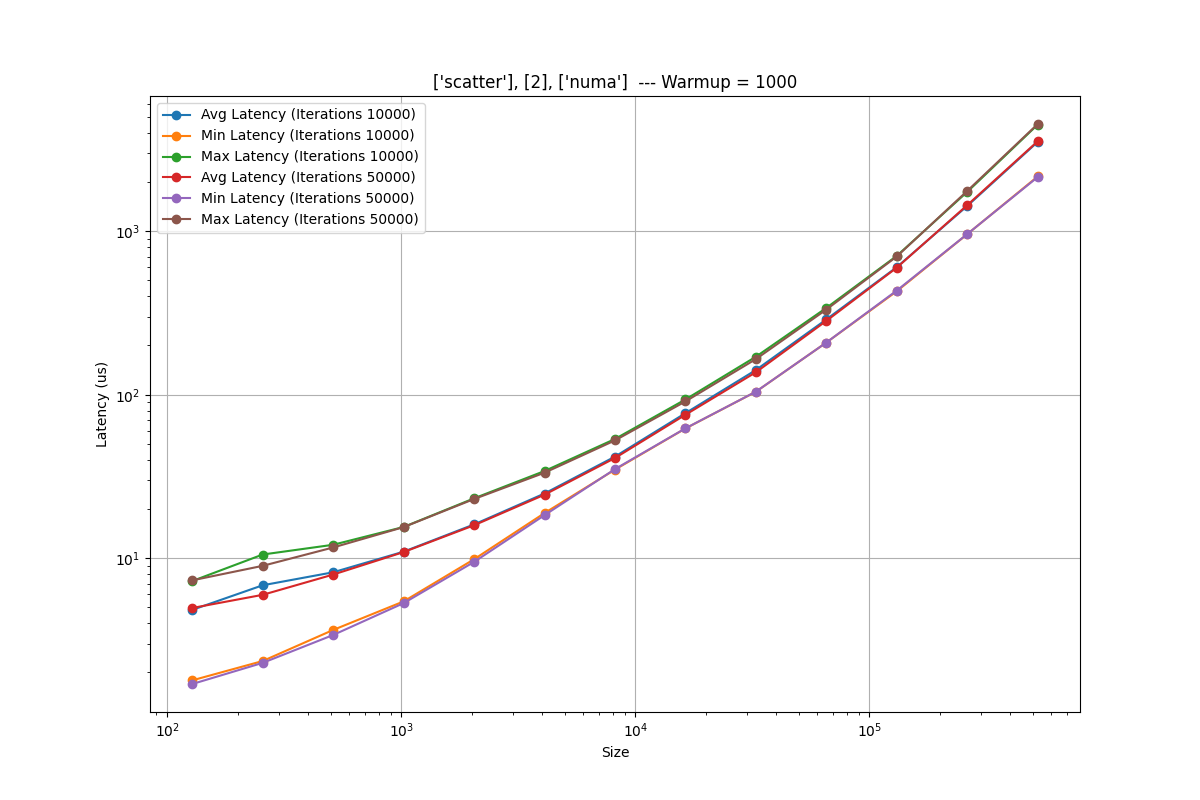 ['scatter'], [2], ['numa']  --- Warmup = 1000
Avg Latency (Iterations 10000)
Min Latency (Iterations 10000)
Max Latency (Iterations 10000)
Avg Latency (Iterations 50000)
Min Latency (Iterations 50000)
Max Latency (Iterations 50000)
Latency (us)
10³
10²
10¹
10² 10³ 10⁴ 10⁵
Size